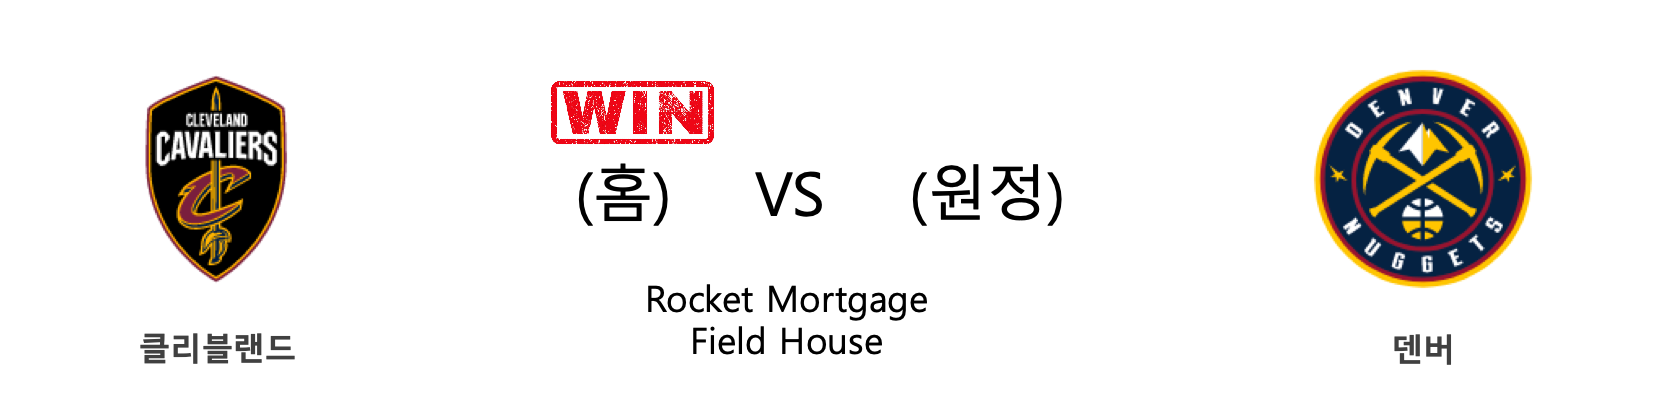 CLEVELAND
CAVALIERS
클리블랜드
WIN
(홈) VS (원정)
Rocket Mortgage
Field House
DENVER
NUGGETS
덴버